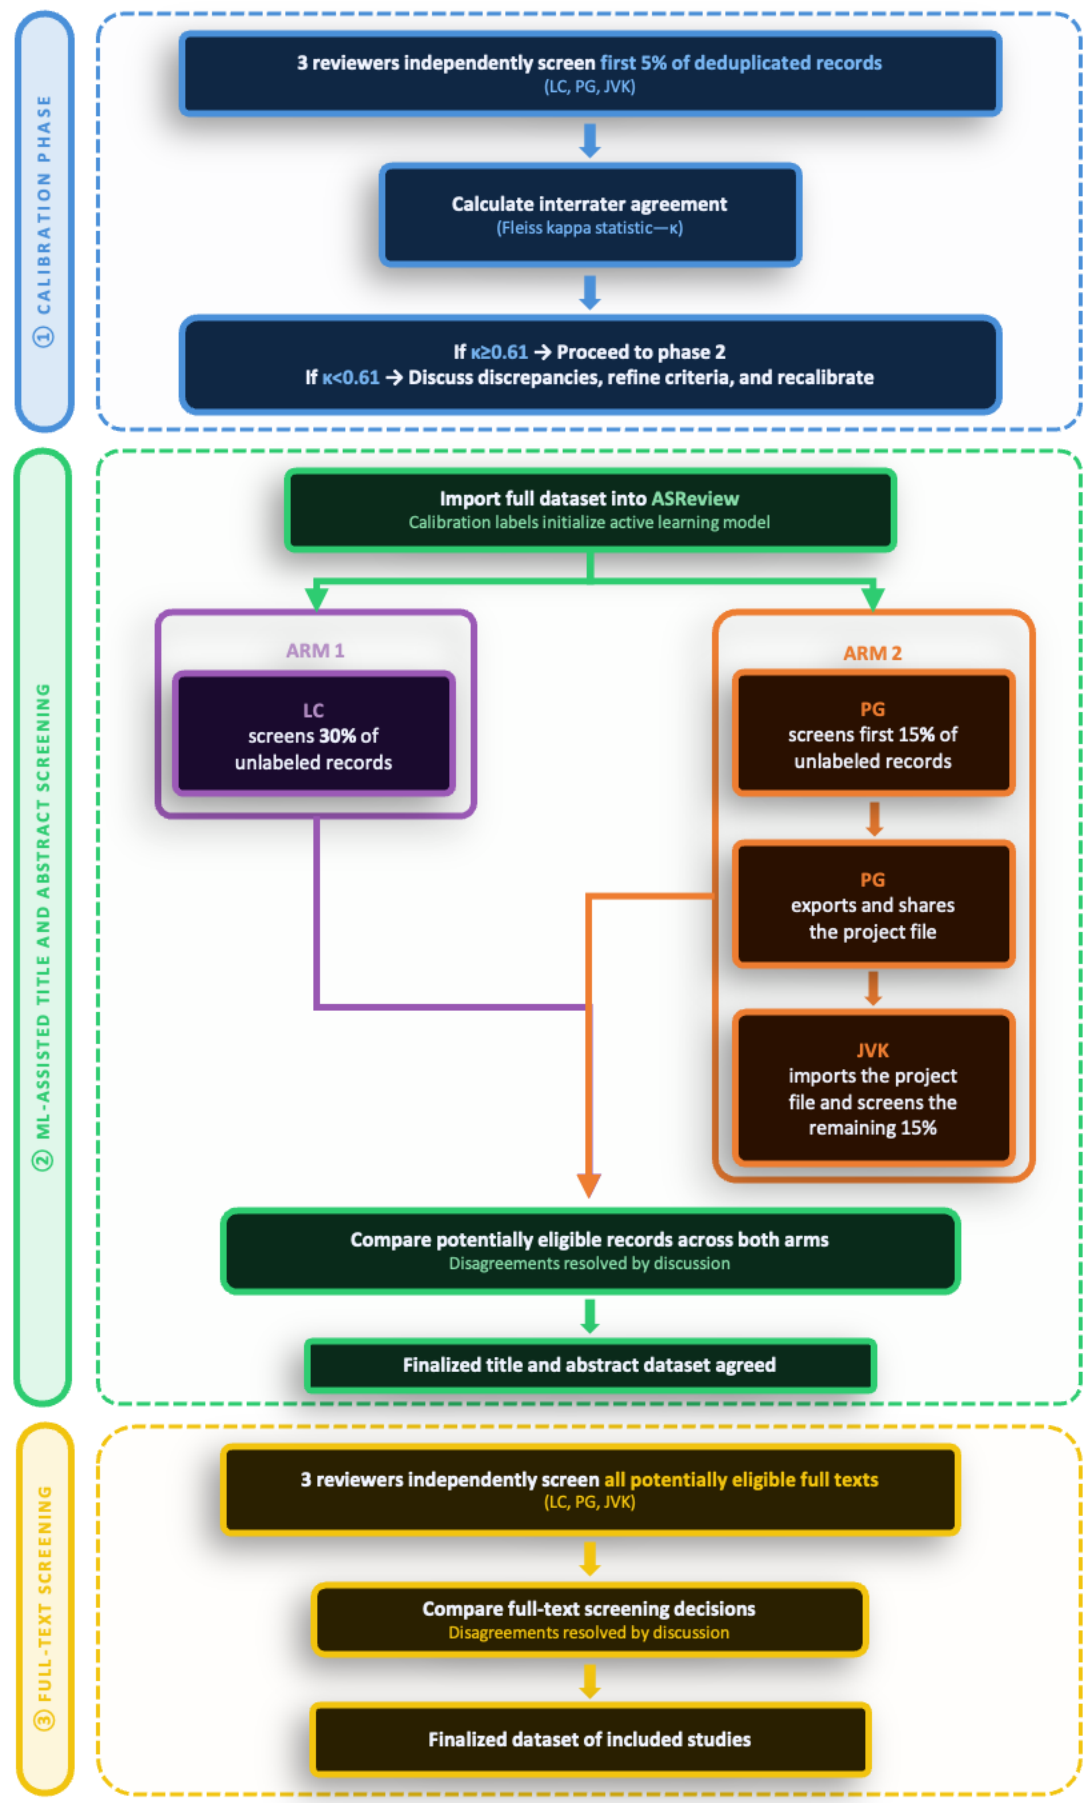 ① CALIBRATION PHASE
3 reviewers independently screen first 5% of deduplicated records
(LC, PG, JVK)
Calculate interrater agreement
(Fleiss kappa statistic—κ)
If κ≥0.61 → Proceed to phase 2
If κ<0.61 → Discuss discrepancies, refine criteria, and recalibrate
② ML-ASSISTED TITLE AND ABSTRACT SCREENING
Import full dataset into ASReview
Calibration labels initialize active learning model
ARM 1
LC
screens 30% of
unlabeled records
ARM 2
PG
screens first 15% of
unlabeled records
PG
exports and shares
the project file
JVK
imports the project
file and screens the
remaining 15%
Compare potentially eligible records across both arms
Disagreements resolved by discussion
Finalized title and abstract dataset agreed
③ FULL-TEXT SCREENING
3 reviewers independently screen all potentially eligible full texts
(LC, PG, JVK)
Compare full-text screening decisions
Disagreements resolved by discussion
Finalized dataset of included studies